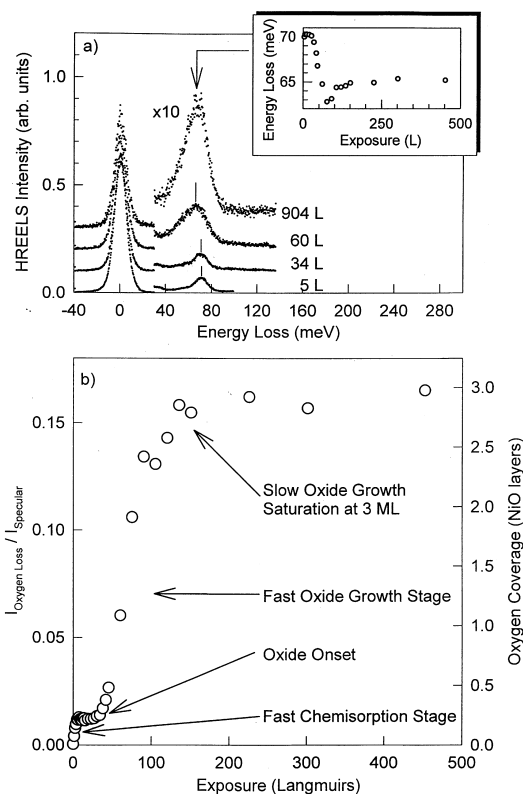 a)
HREELS Intensity (arb. units)
1.0
0.5
0.0
x10
904 L
60 L
34 L
5 L
-40 0 40 80 120 160 200 240 280
Energy Loss (meV)
Energy Loss (meV)
70
65
0 250 500
Exposure (L)
b)
I Oxygen Loss / I Specular
0.15
0.10
0.05
0.00
Slow Oxide Growth
Saturation at 3 ML
Fast Oxide Growth Stage
Oxide Onset
Fast Chemisorption Stage
3.0
2.5
2.0
1.5
1.0
0.5
0.0
Oxygen Coverage (NiO layers)
0 100 200 300 400 500
Exposure (Langmuirs)